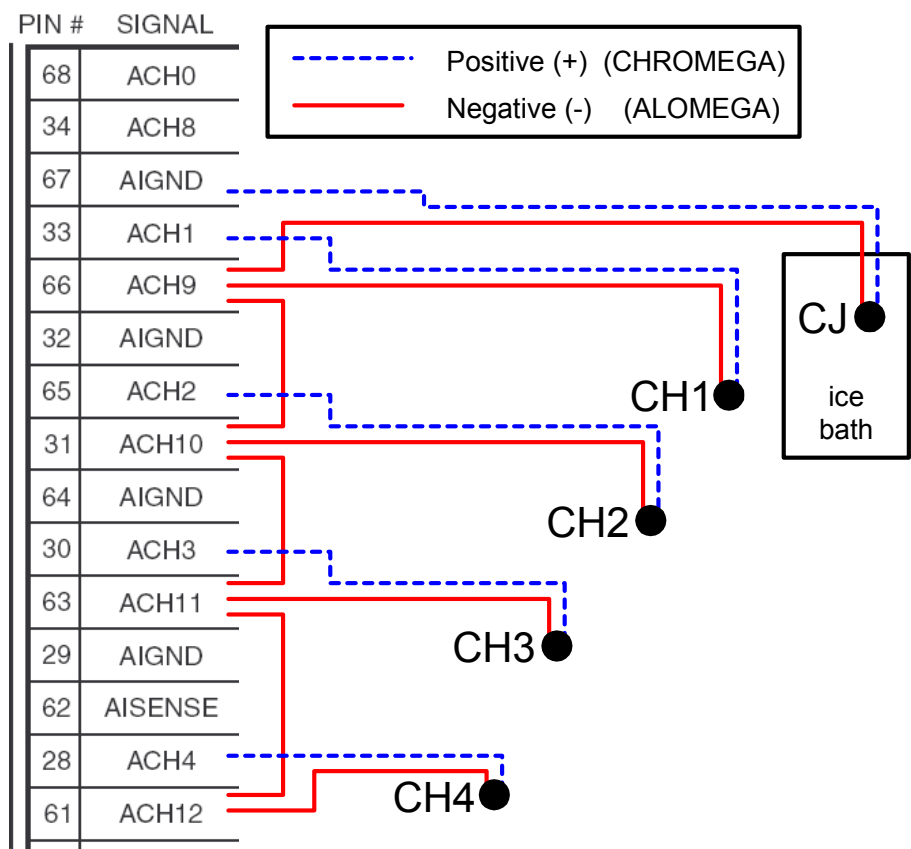 PIN # SIGNAL
Positive (+) (CHROMEGA)
Negative (-) (ALOMEGA)
68 ACH0
34 ACH8
67 AIGND
33 ACH1
66 ACH9
32 AIGND
65 ACH2
31 ACH10
64 AIGND
30 ACH3
63 ACH11
29 AIGND
62 AISENSE
28 ACH4
61 ACH12
CJ
ice
bath
CH1
CH2
CH3
CH4